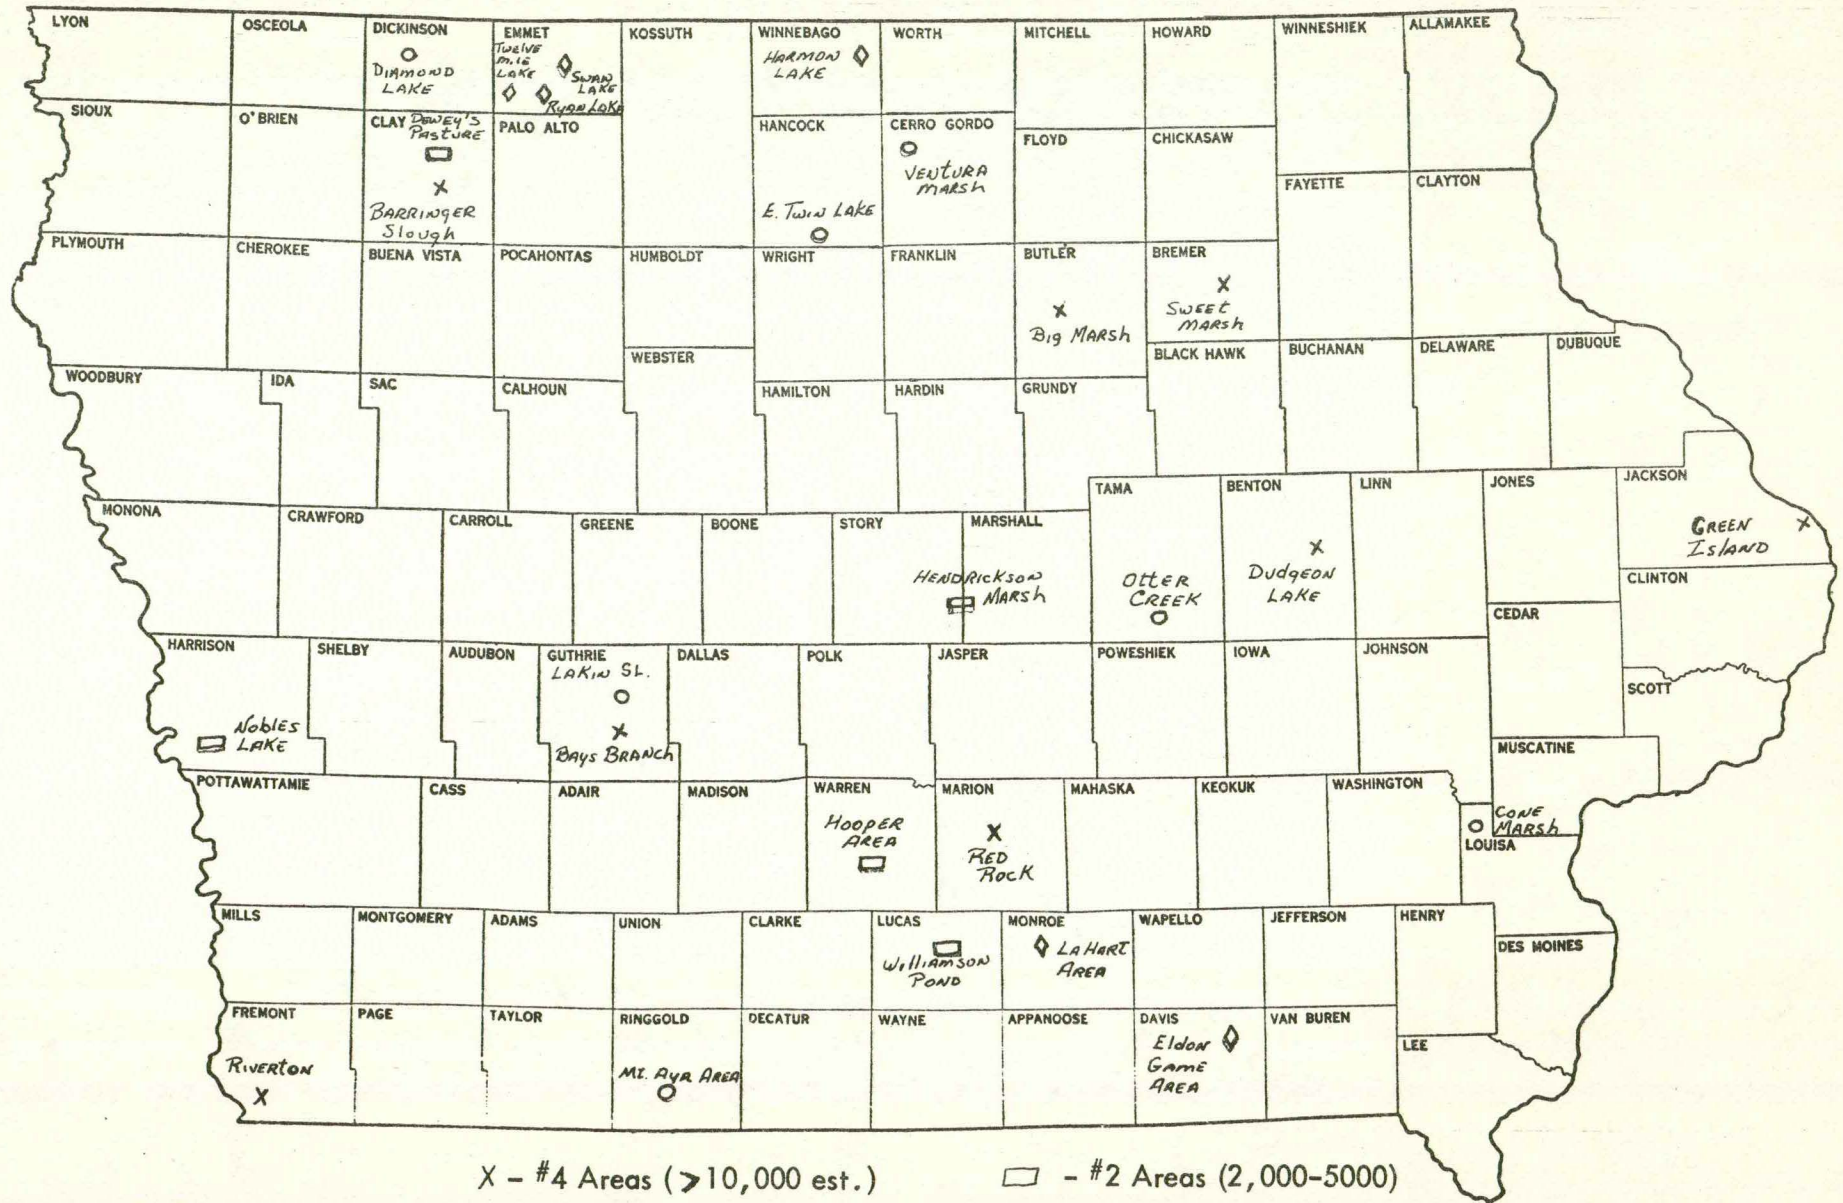 LYON
OSCEOLA
DICKINSON
DIAMOND
LAKE
EMMET
Twelve
Mile
LAKE
SWAN
LAKE
RYAN LAKE
KOSSUTH
WINNEBAGO
HARMON
LAKE
WORTH
MITCHELL
HOWARD
WINNESHIEK
ALLAMAKEE
SIOUX
O'BRIEN
CLAY DEWEY'S
PASTURE
BARRINGER
Slough
PALO ALTO
HANCOCK
E. TWIN LAKE
CERRO GORDO
VENTURA
MARSH
FLOYD
CHICKASAW
FAYETTE
CLAYTON
PLYMOUTH
CHEROKEE
BUENA VISTA
POCAHONTAS
HUMBOLDT
WRIGHT
FRANKLIN
BUTLER
Big MARSH
BREMER
SWEET
MARSH
WOODBURY
IDA
SAC
CALHOUN
WEBSTER
HAMILTON
HARDIN
GRUNDY
BLACK HAWK
BUCHANAN
DELAWARE
DUBUQUE
MONONA
CRAWFORD
CARROLL
GREENE
BOONE
STORY
MARSHALL
HENDRICKSON
MARSH
TAMA
OTTER
CREEK
BENTON
DUDGEON
LAKE
LINN
JONES
JACKSON
GREEN
ISLAND
CLINTON
CEDAR
HARRISON
NOBLES
LAKE
SHELBY
AUDUBON
GUTHRIE
LAKIN SL.
BAYS BRANCH
DALLAS
POLK
JASPER
POWESHIEK
IOWA
JOHNSON
SCOTT
MUSCATINE
POTTAWATTAMIE
CASS
ADAIR
MADISON
WARREN
HOOPER
AREA
MARION
RED
ROCK
MAHASKA
KEOKUK
WASHINGTON
CONE
MARSH
LOUISA
MILLS
MONTGOMERY
ADAMS
UNION
CLARKE
LUCAS
WILLIAMSON
POND
MONROE
LAHART
AREA
WAPELLO
JEFFERSON
HENRY
DES MOINES
FREMONT
RIVERTON
PAGE
TAYLOR
RINGGOLD
MT. AYR AREA
DECATUR
WAYNE
APPANOOSE
DAVIS
Eldon
GAME
AREA
VAN BUREN
LEE
X - #4 Areas (>10,000 est.)
▭ - #2 Areas (2,000-5000)